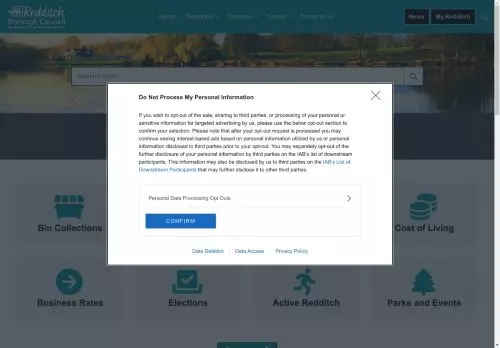 Redditch
Borough Council
Home Residents Business Council
News
My Redditch
Search the site
Do Not Process My Personal Information
If you wish to opt-out of the sale, sharing to third parties, or processing of your personal or
sensitive information for targeted advertising by us, please use the below opt-out section to
confirm your selection. Please note that after your opt-out request is processed you may
continue seeing interest-based ads based on personal information utilized by us or personal
information disclosed to third parties prior to your opt-out. You may separately opt-out of the
further disclosure of your personal information by third parties on the IAB's list of downstream
participants. This information may also be disclosed by us to third parties on the IAB's List of
Downstream Participants that may further disclose it to other third parties.
Personal Data Processing Opt Outs
CONFIRM
Data Deletion Data Access Privacy Policy
Bin Collections
Cost of Living
Business Rates
Elections
Active Redditch
Parks and Events